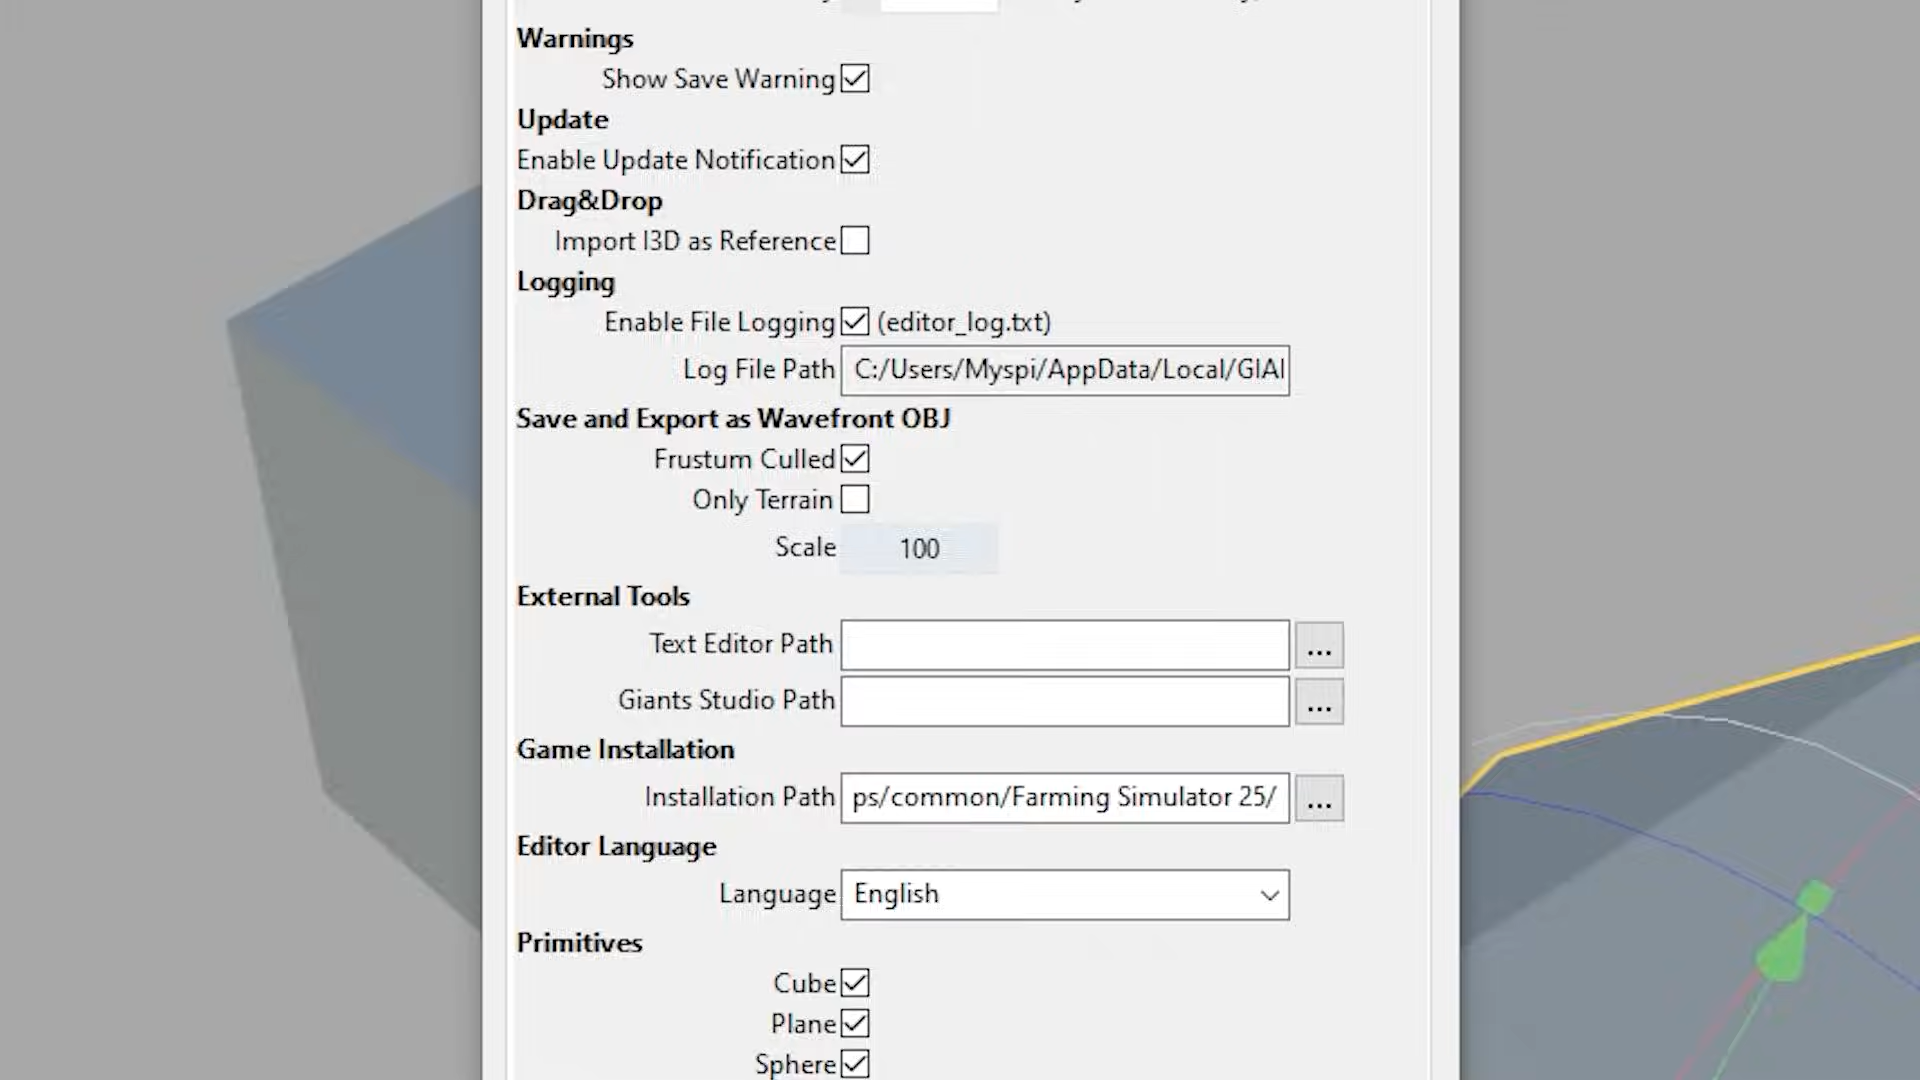 Warnings
Show Save Warning
Update
Enable Update Notification
Drag&Drop
Import I3D as Reference
Logging
Enable File Logging (editor_log.txt)
Log File Path C:/Users/Myspi/AppData/Local/GIAI
Save and Export as Wavefront OBJ
Frustum Culled
Only Terrain
Scale 100
External Tools
Text Editor Path ...
Giants Studio Path ...
Game Installation
Installation Path ps/common/Farming Simulator 25/ ...
Editor Language
Language English
Primitives
Cube
Plane
Sphere